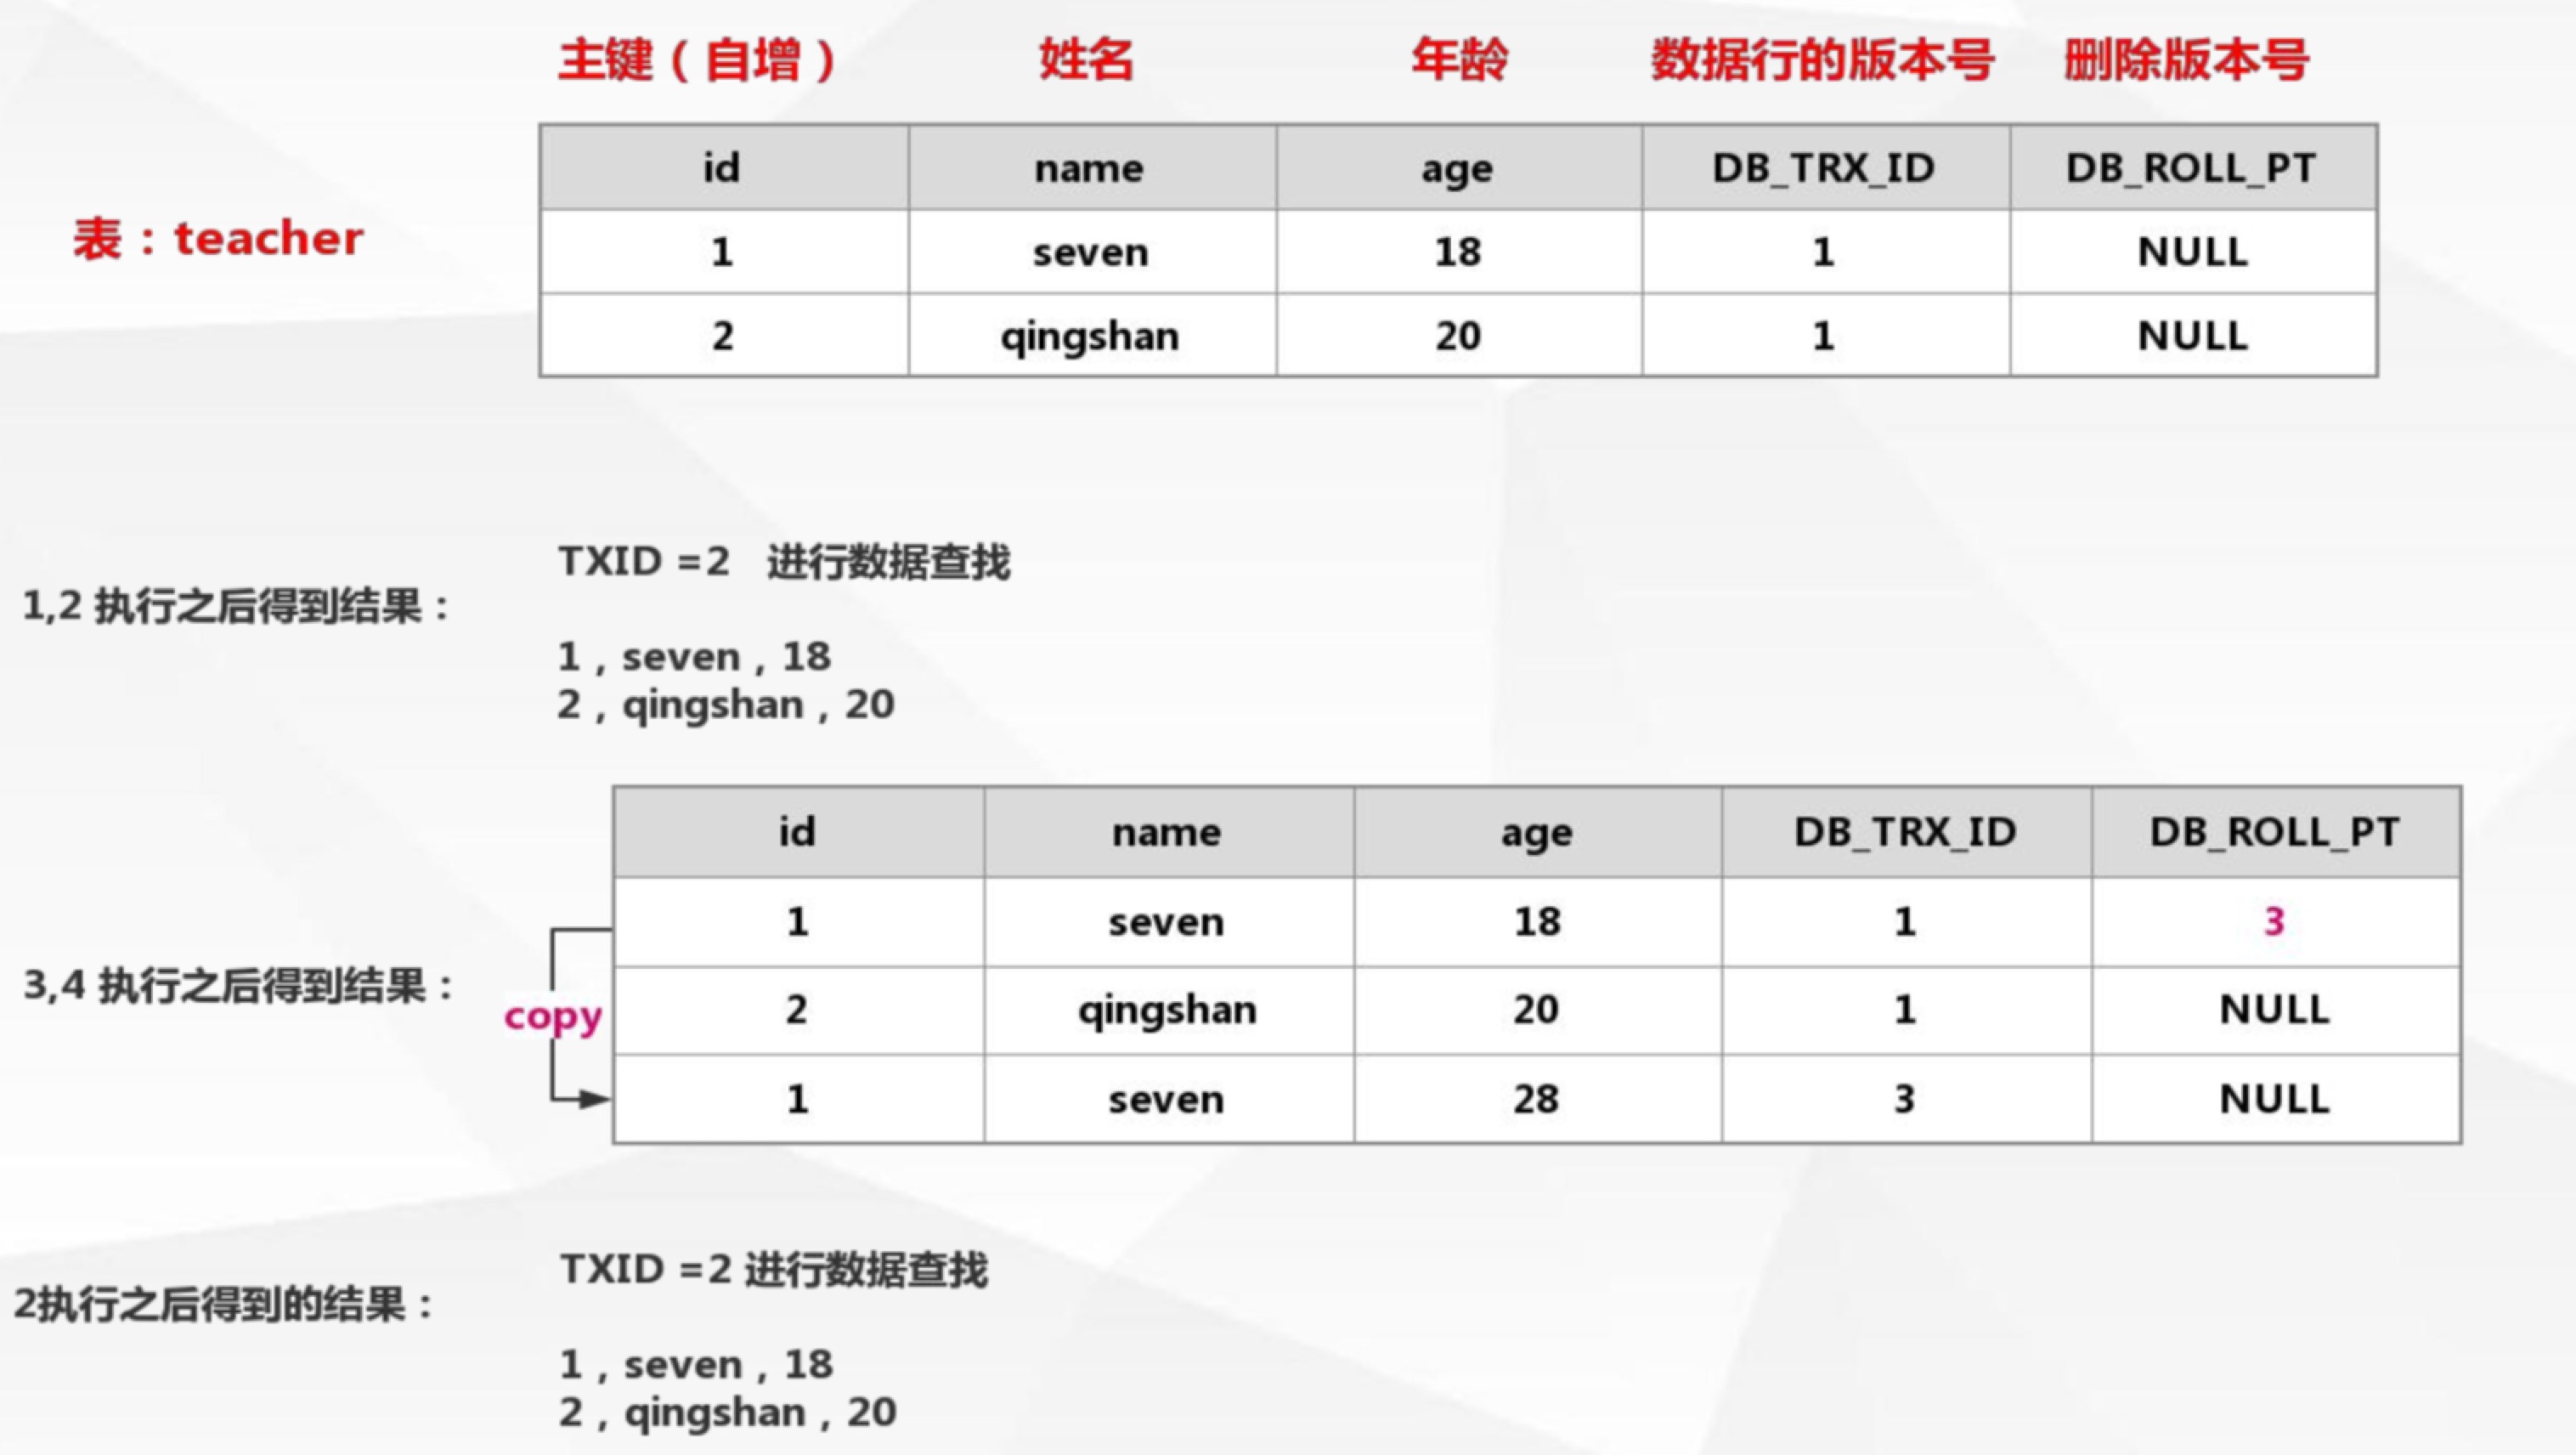 主键（自增） 姓名 年龄 数据行的版本号 删除版本号
表：teacher
id name age DB_TRX_ID DB_ROLL_PT
1 seven 18 1 NULL
2 qingshan 20 1 NULL
1,2 执行之后得到结果：
TXID =2 进行数据查找
1，seven，18
2，qingshan，20
3,4 执行之后得到结果：
copy
id name age DB_TRX_ID DB_ROLL_PT
1 seven 18 1 3
2 qingshan 20 1 NULL
1 seven 28 3 NULL
2执行之后得到的结果：
TXID =2 进行数据查找
1，seven，18
2，qingshan，20